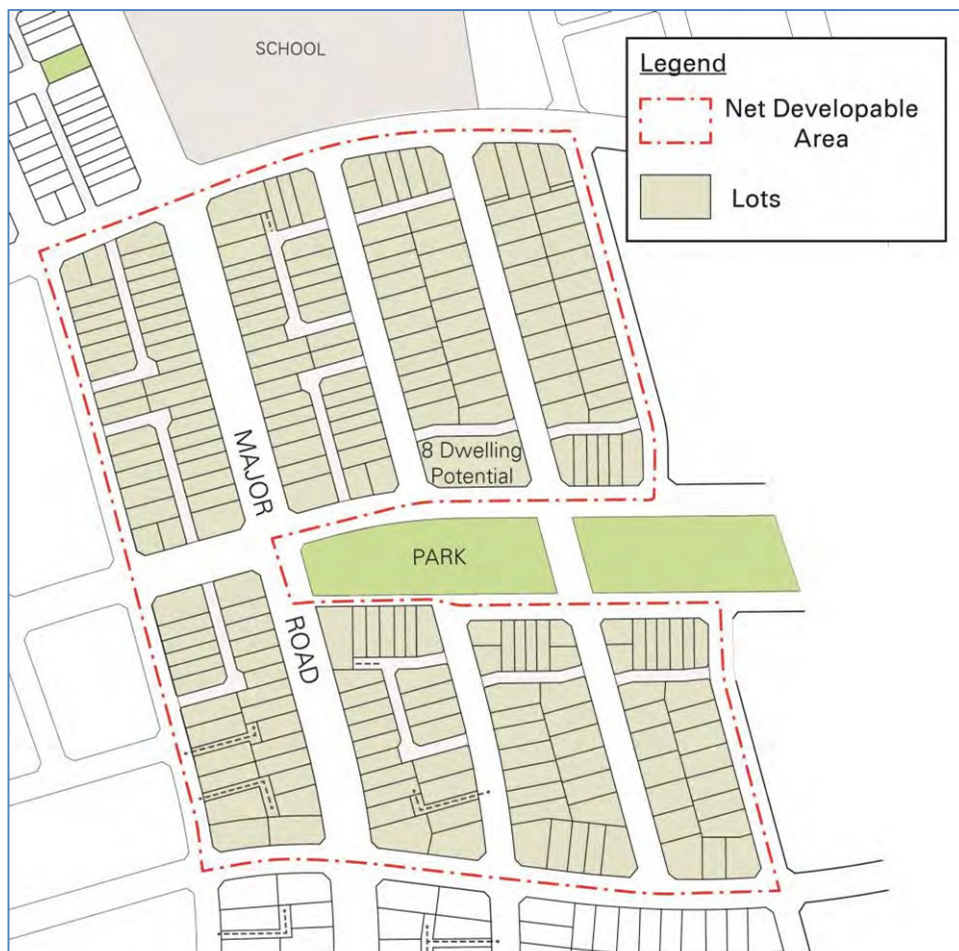 SCHOOL
Legend
Net Developable
Area
Lots
MAJOR
8 Dwelling
Potential
PARK
ROAD